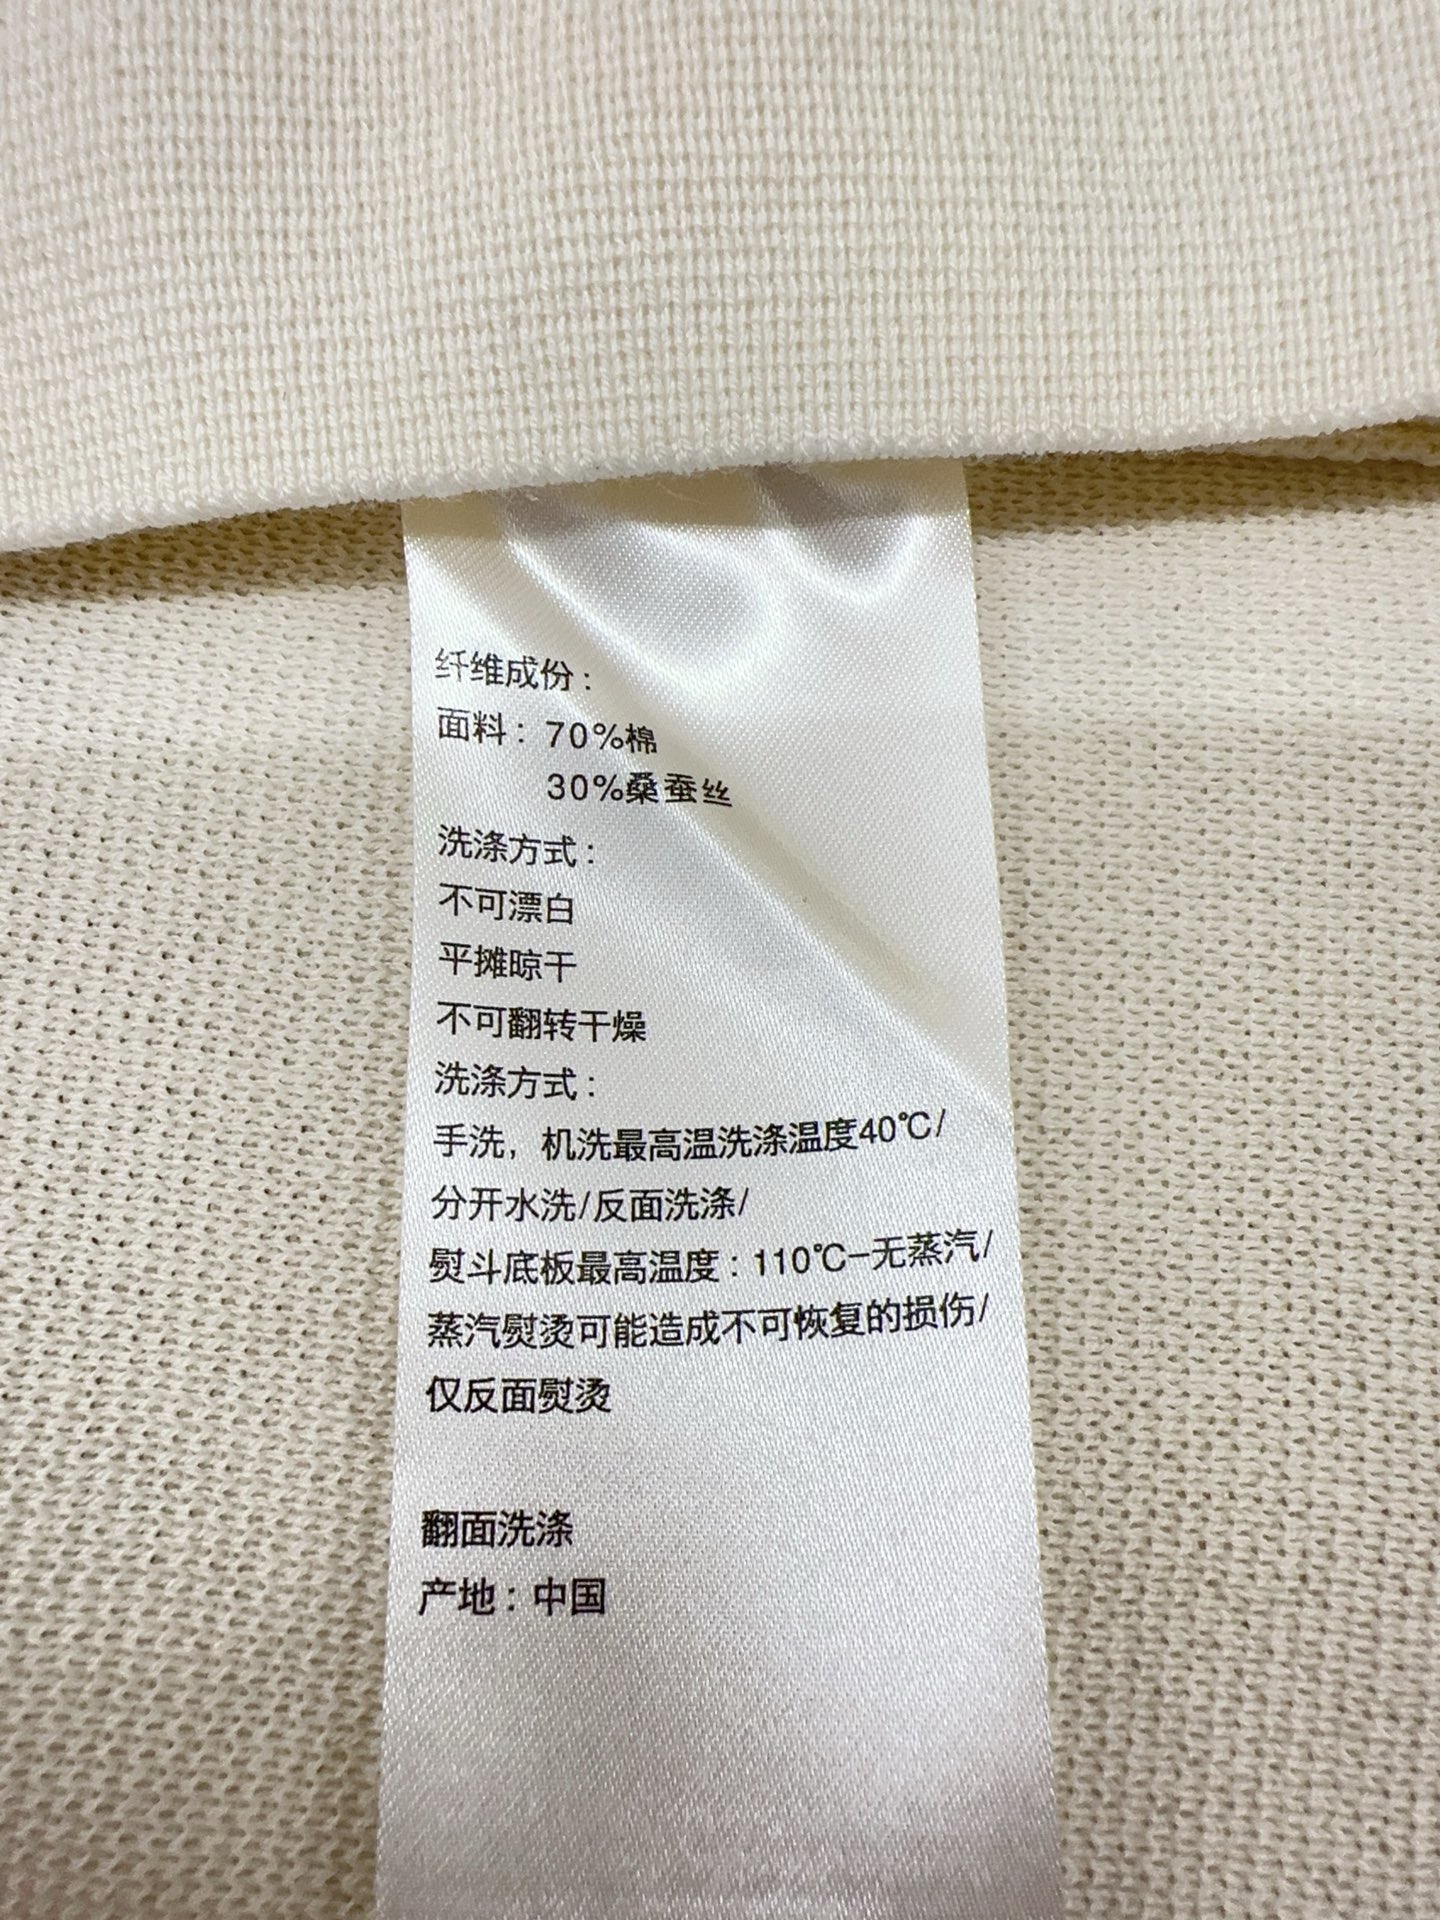 纤维成份：
面料：70%棉
30%桑蚕丝
洗涤方式：
不可漂白
平摊晾干
不可翻转干燥
洗涤方式：
手洗，机洗最高温洗涤温度40℃/
分开水洗/反面洗涤/
熨斗底板最高温度：110℃-无蒸汽/
蒸汽熨烫可能造成不可恢复的损伤/
仅反面熨烫
翻面洗涤
产地：中国